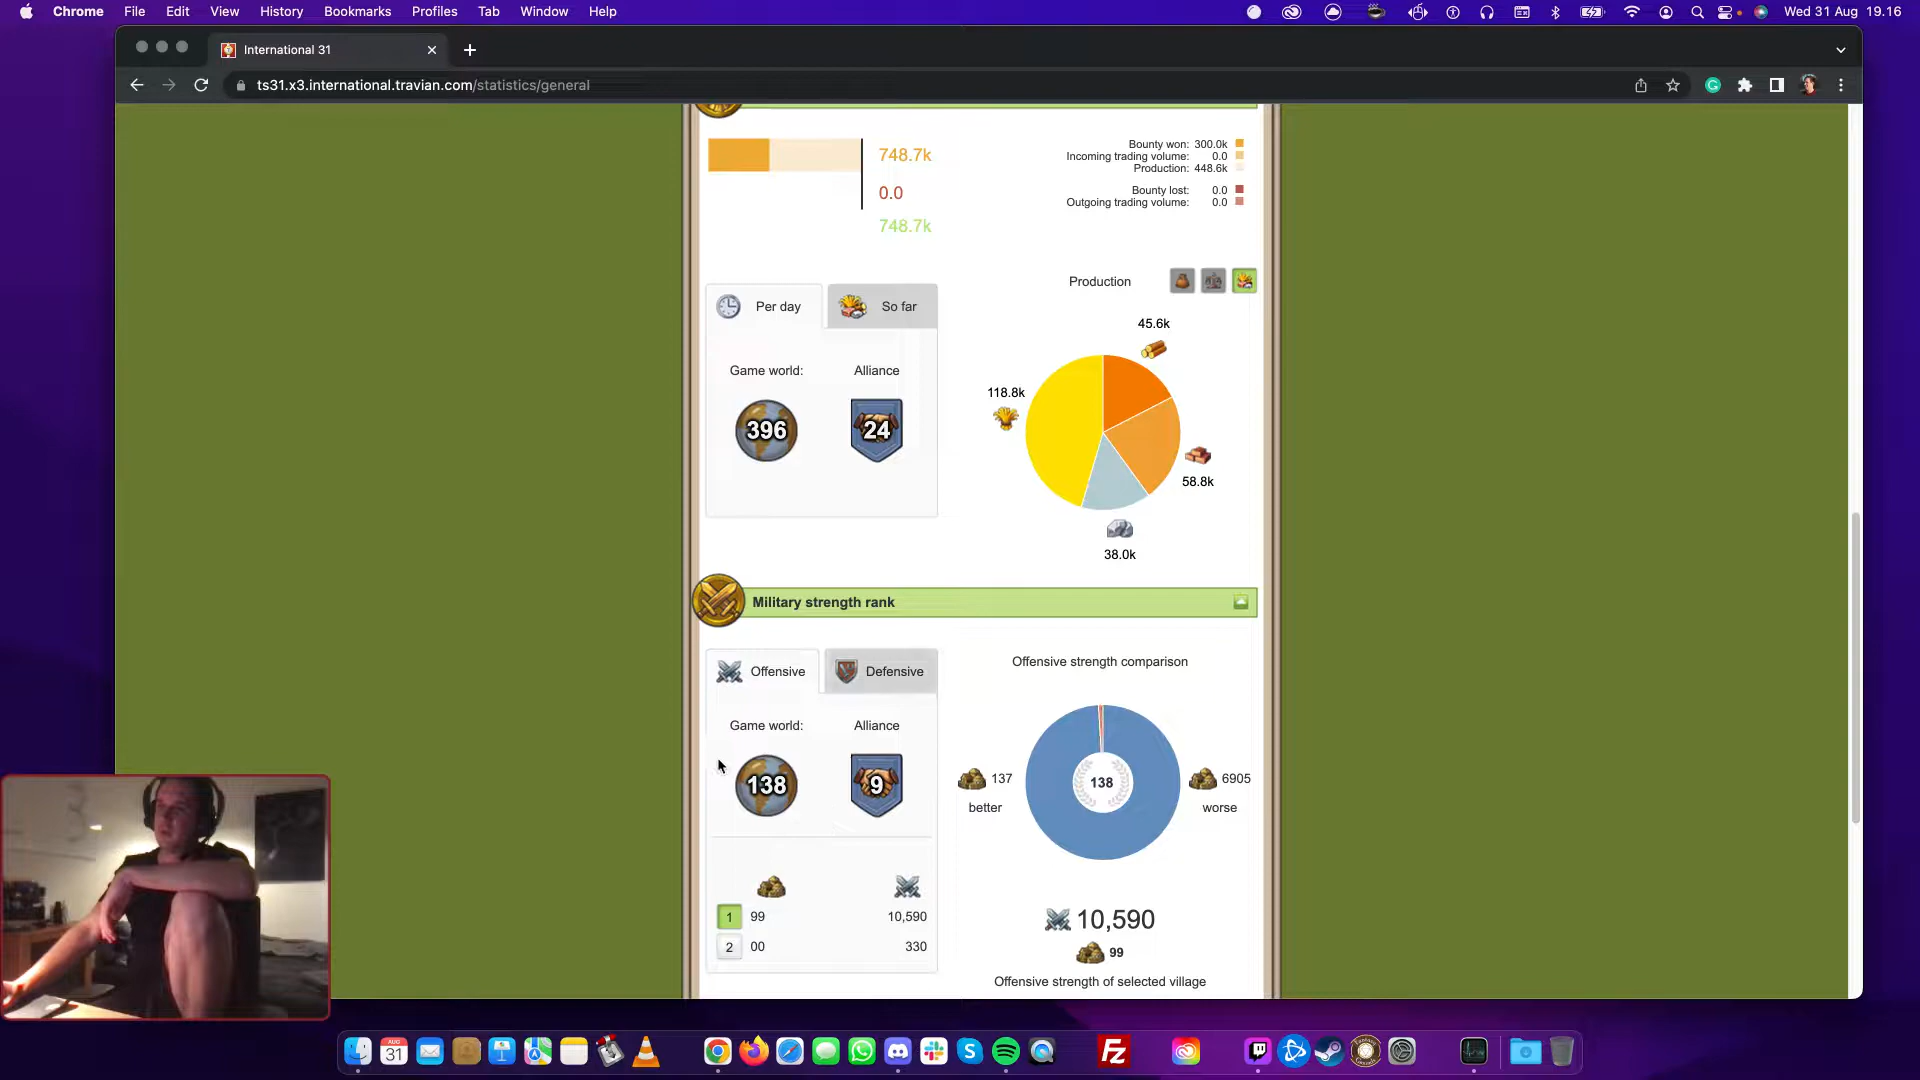 Chrome File Edit View History Bookmarks Profiles Tab Window Help Wed 31 Aug 19.16
International 31
ts31.x3.international.travian.com/statistics/general
748.7k
0.0
748.7k
Bounty won: 300.0k
Incoming trading volume: 0.0
Production: 448.6k
Bounty lost: 0.0
Outgoing trading volume: 0.0
Per day So far
Game world: Alliance
396 24
Production
45.6k
118.8k
58.8k
38.0k
Military strength rank
Offensive Defensive
Game world: Alliance
138 9
1 99 10,590
2 00 330
Offensive strength comparison
137 138 6905
better worse
10,590
99
Offensive strength of selected village
AUG
31
FZ